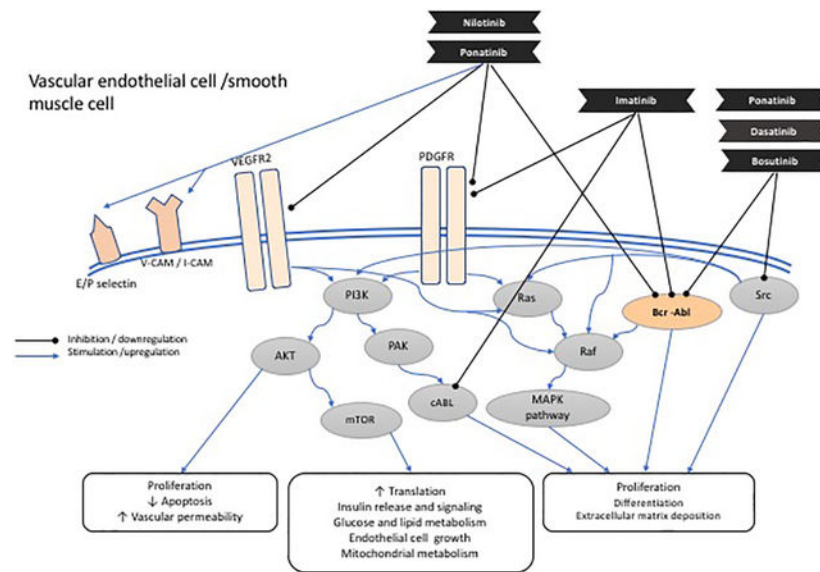 Nilotinib
Ponatinib
Vascular endothelial cell /smooth
muscle cell
Imatinib
Ponatinib
Dasatinib
Bosutinib
VEGFR2
PDGFR
E/P selectin
V-CAM / I-CAM
PI3K
Ras
Bcr -Abl
Src
Inhibition / downregulation
Stimulation /upregulation
AKT
PAK
Raf
mTOR
cABL
MAPK
pathway
Proliferation
↓ Apoptosis
↑ Vascular permeability
↑ Translation
Insulin release and signaling
Glucose and lipid metabolism
Endothelial cell growth
Mitochondrial metabolism
Proliferation
Differentiation
Extracellular matrix deposition